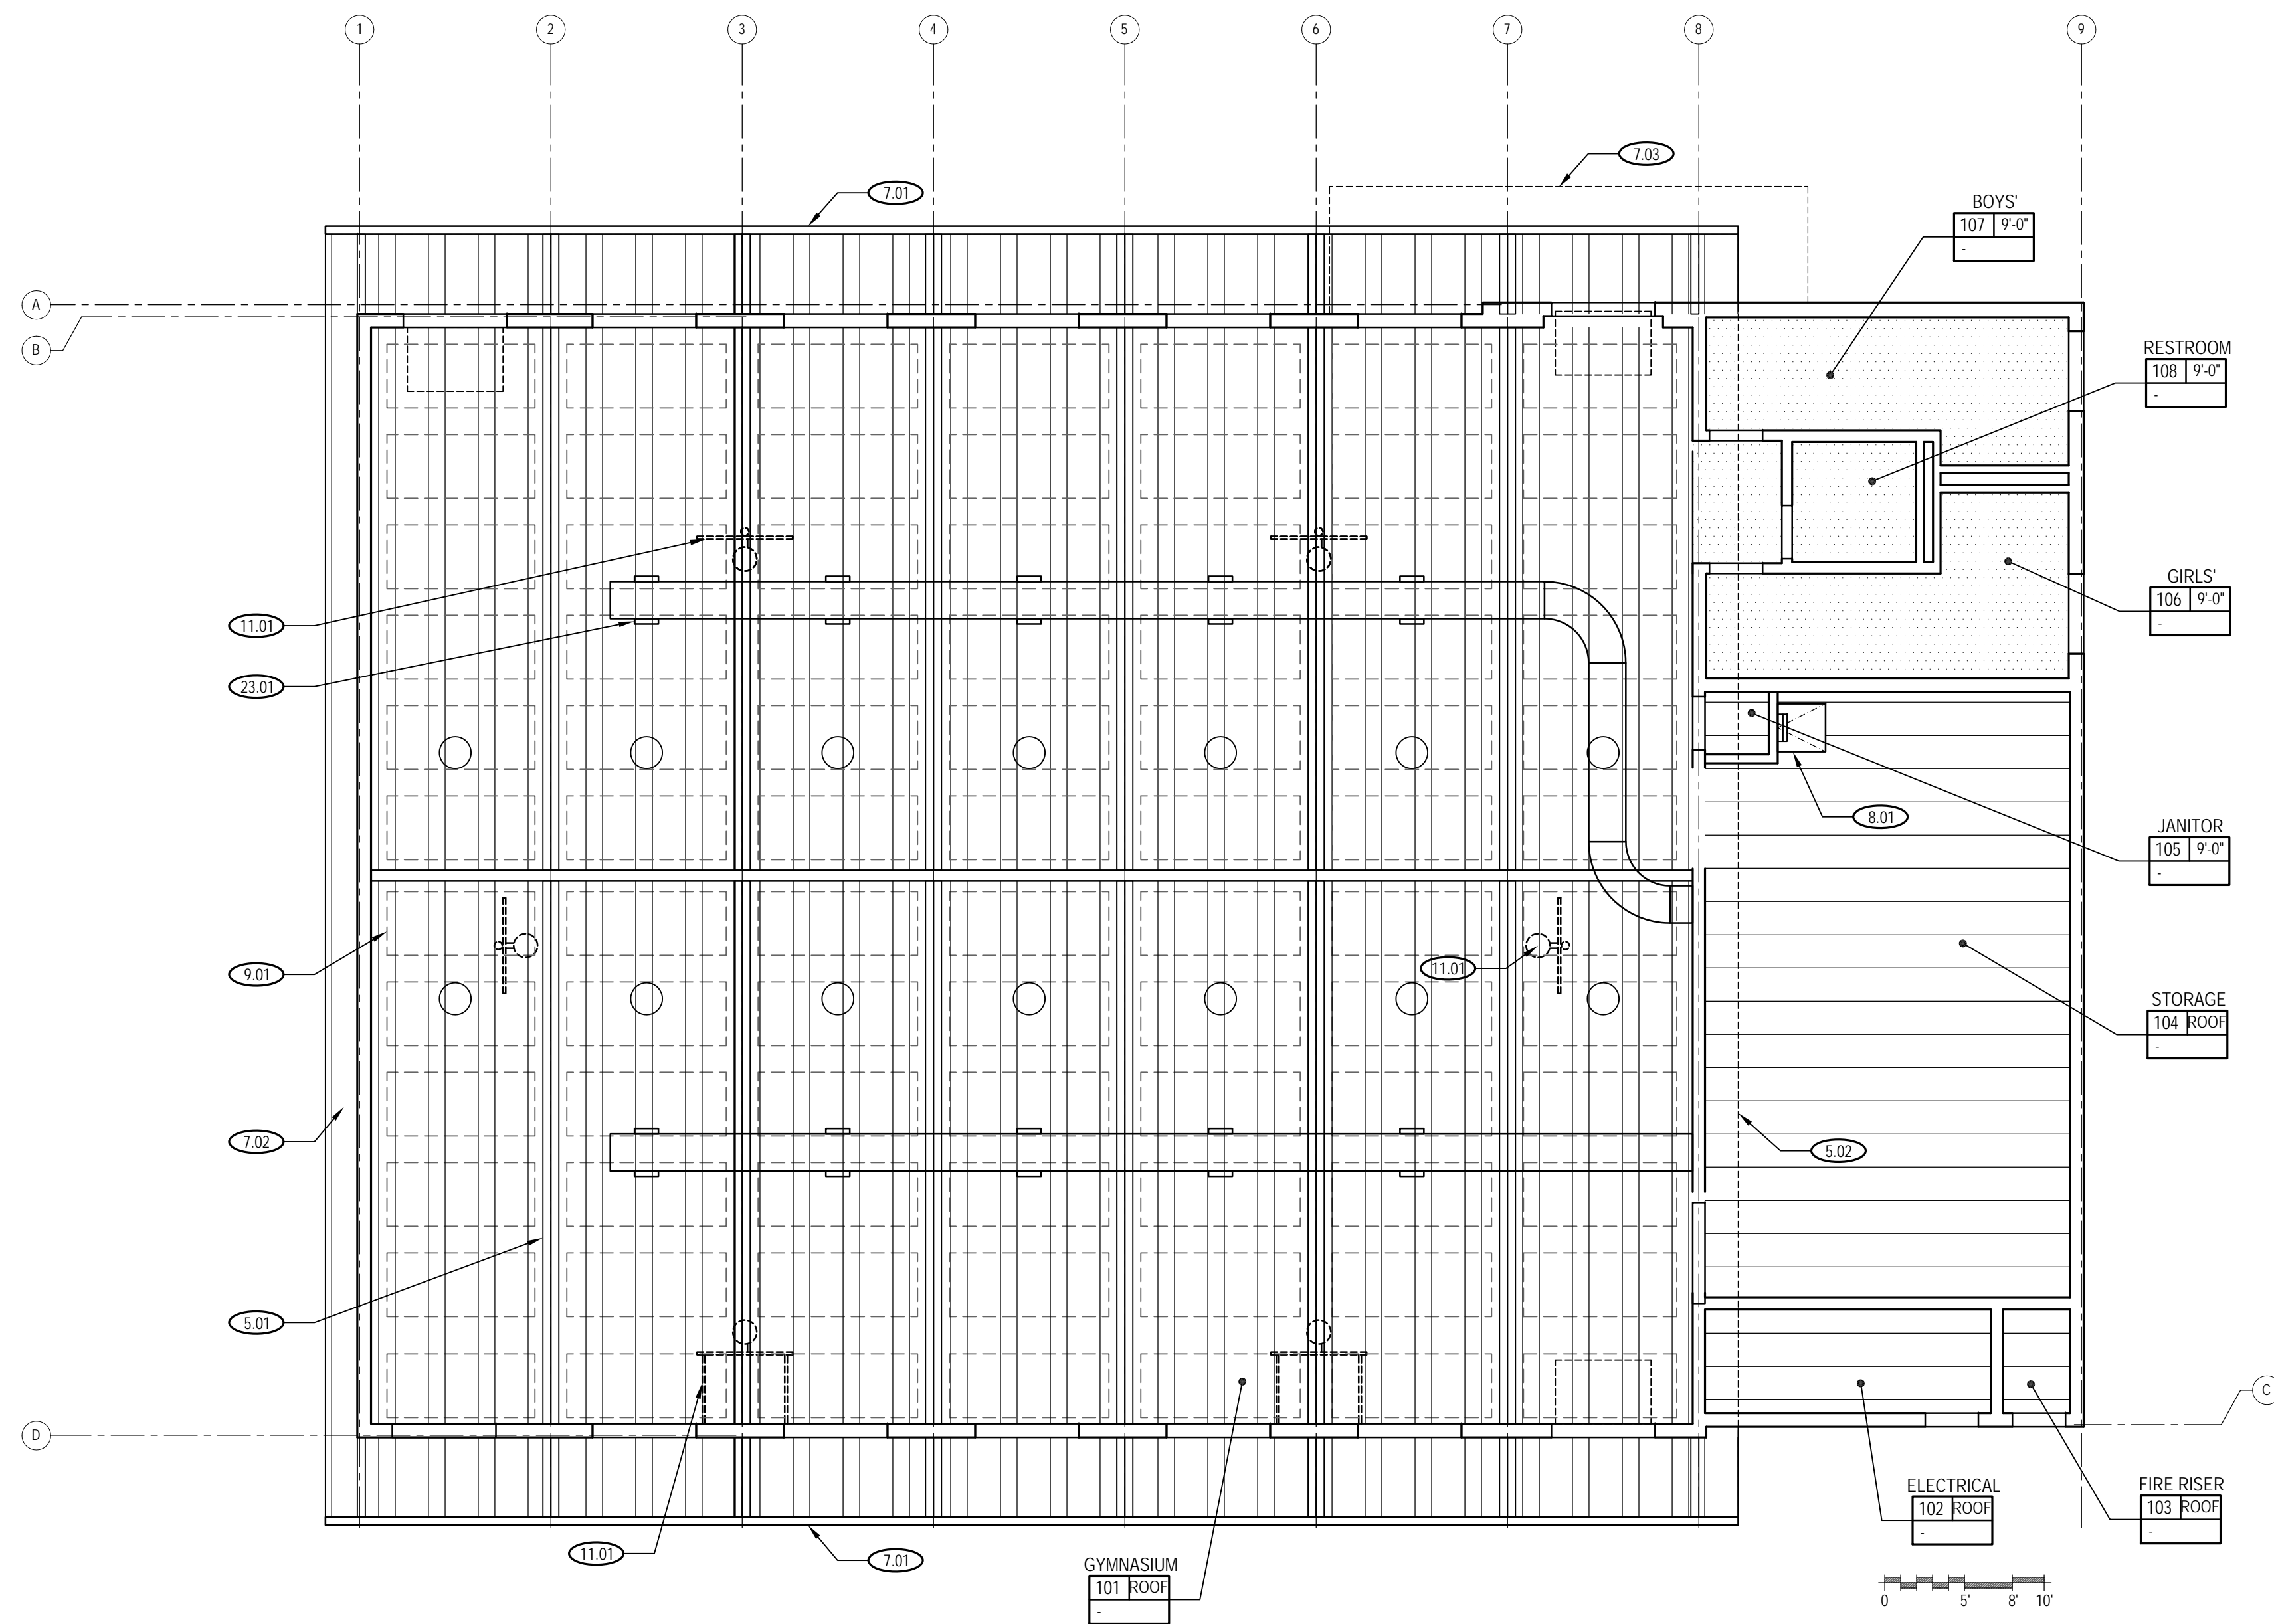 1 2 3 4 5 6 7 8 9
7.03
7.01
BOYS'
107 9'-0"
-
A
B
RESTROOM
108 9'-0"
-
GIRLS'
106 9'-0"
-
11.01
23.01
8.01
JANITOR
105 9'-0"
-
9.01
11.01
STORAGE
104 ROOF
-
7.02
5.02
5.01
C
D
ELECTRICAL
102 ROOF
-
FIRE RISER
103 ROOF
-
11.01
7.01
GYMNASIUM
101 ROOF
-
0 5' 8' 10'